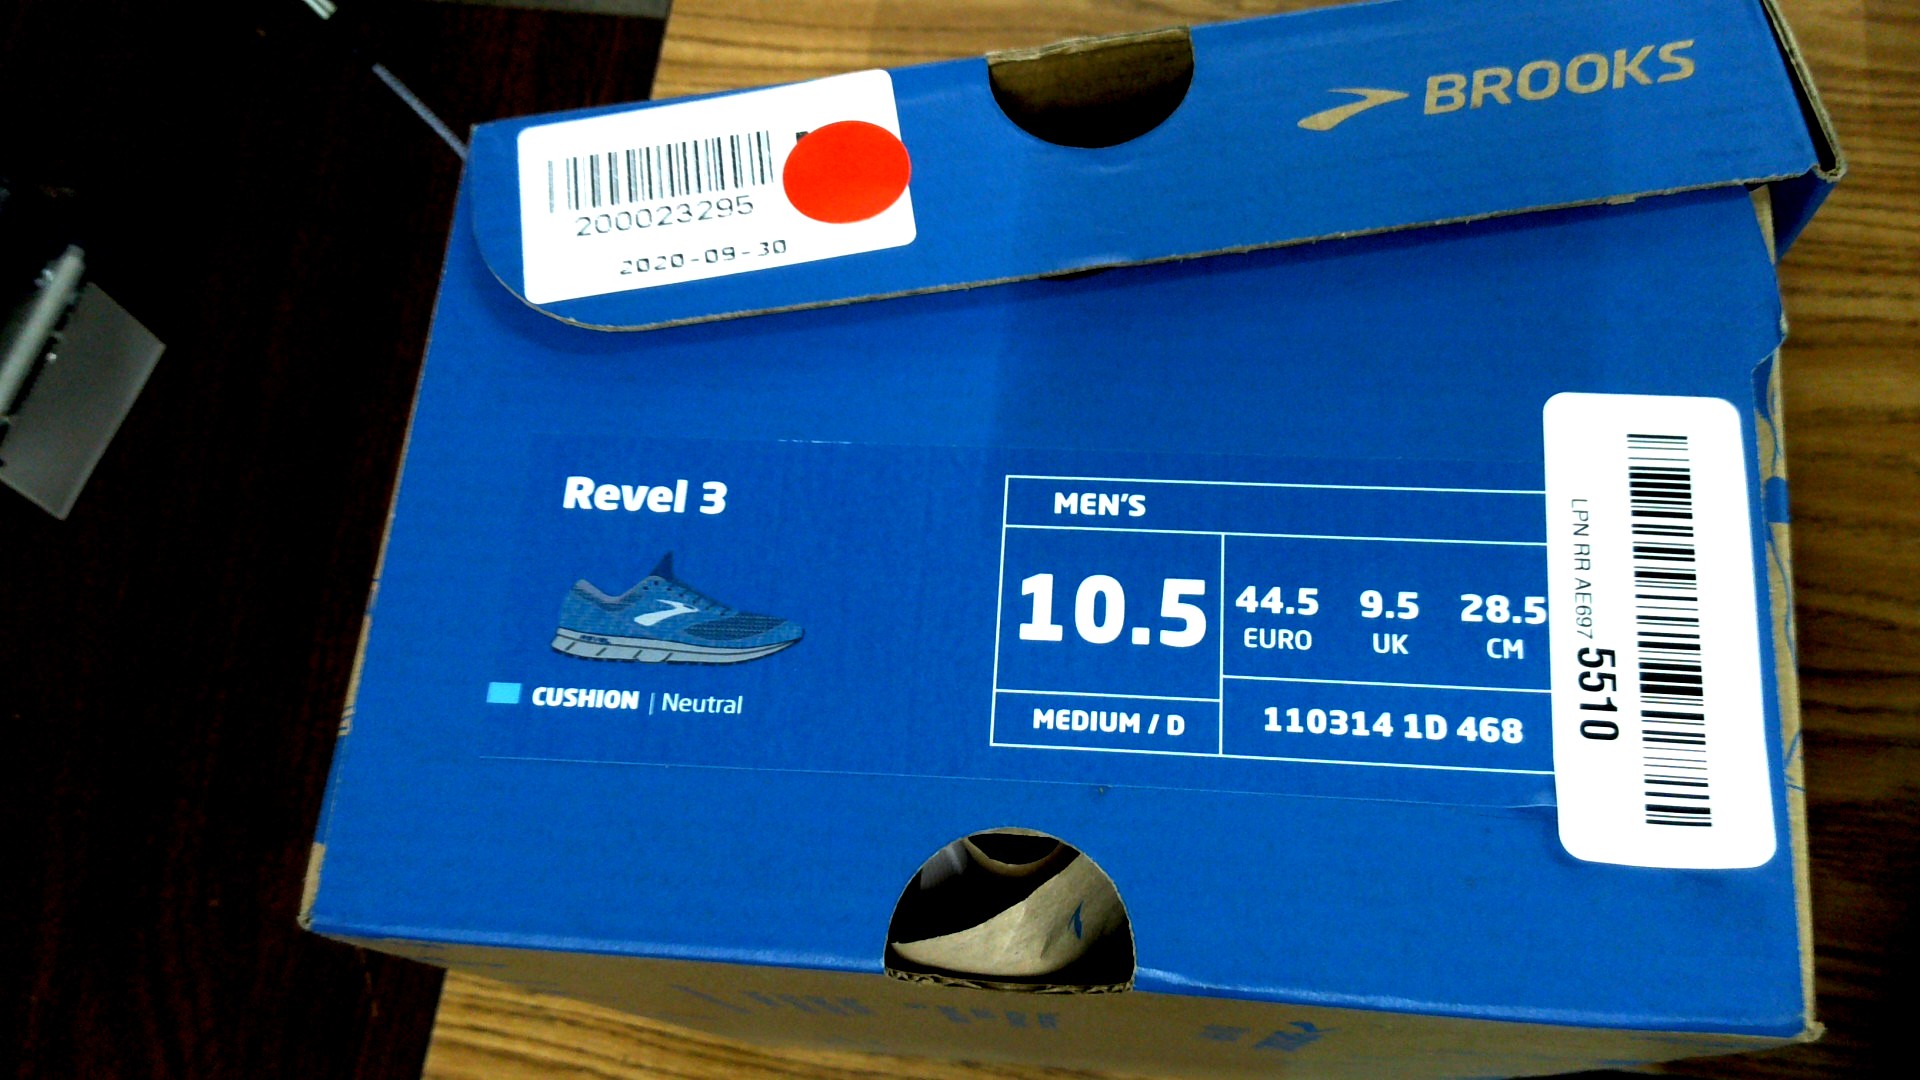 BROOKS
200023295
2020-09-30
Revel 3
CUSHION | Neutral
MEN'S
10.5
44.5 9.5 28.5
EURO UK CM
MEDIUM / D
110314 1D 468
LPN RR AE697 5510